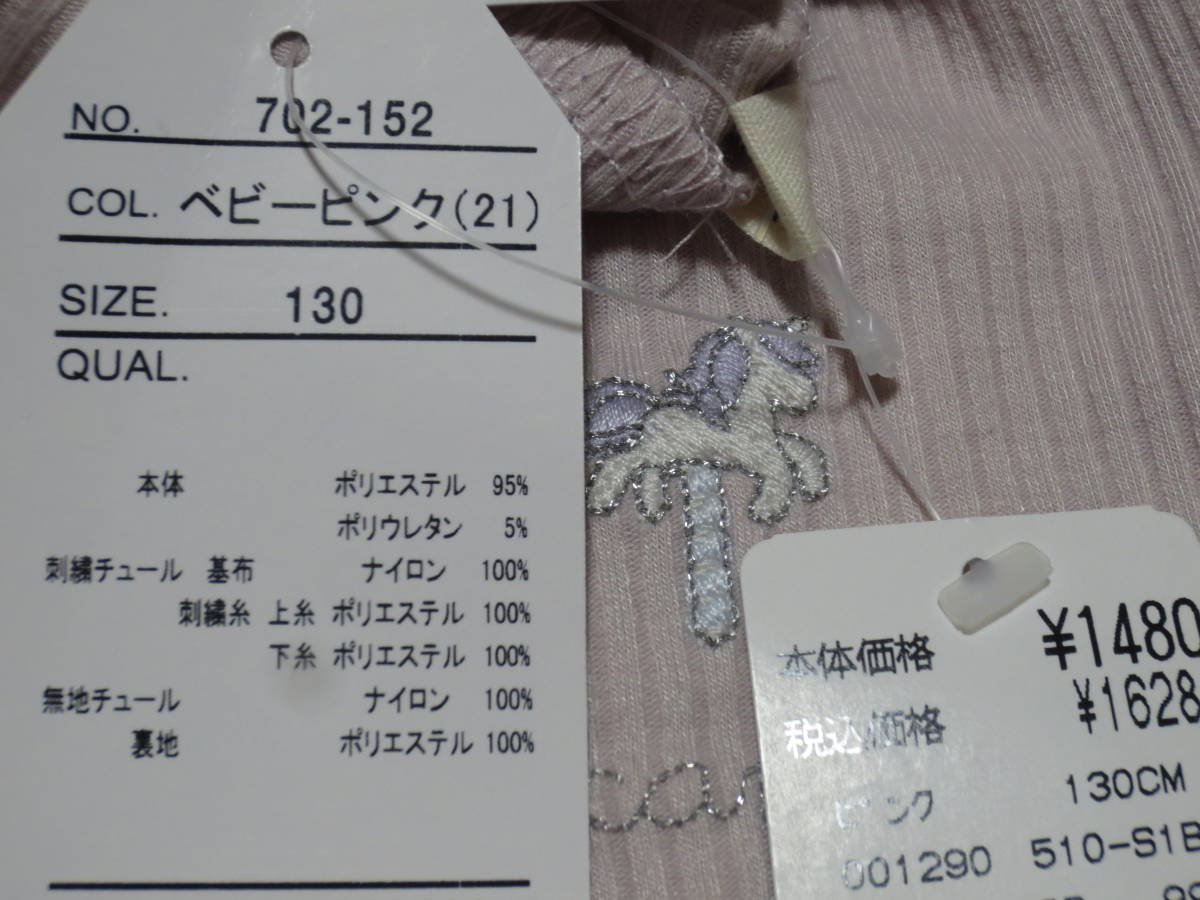 NO. 702-152
COL. ベビーピンク(21)
SIZE. 130
QUAL.
本体 ポリエステル 95%
ポリウレタン 5%
刺繍チュール 基布 ナイロン 100%
刺繍糸 上糸 ポリエステル 100%
下糸 ポリエステル 100%
無地チュール ナイロン 100%
裏地 ポリエステル 100%
本体価格 ¥1480
税込価格 ¥1628
ピンク 130CM
001290 510-S1B
ca